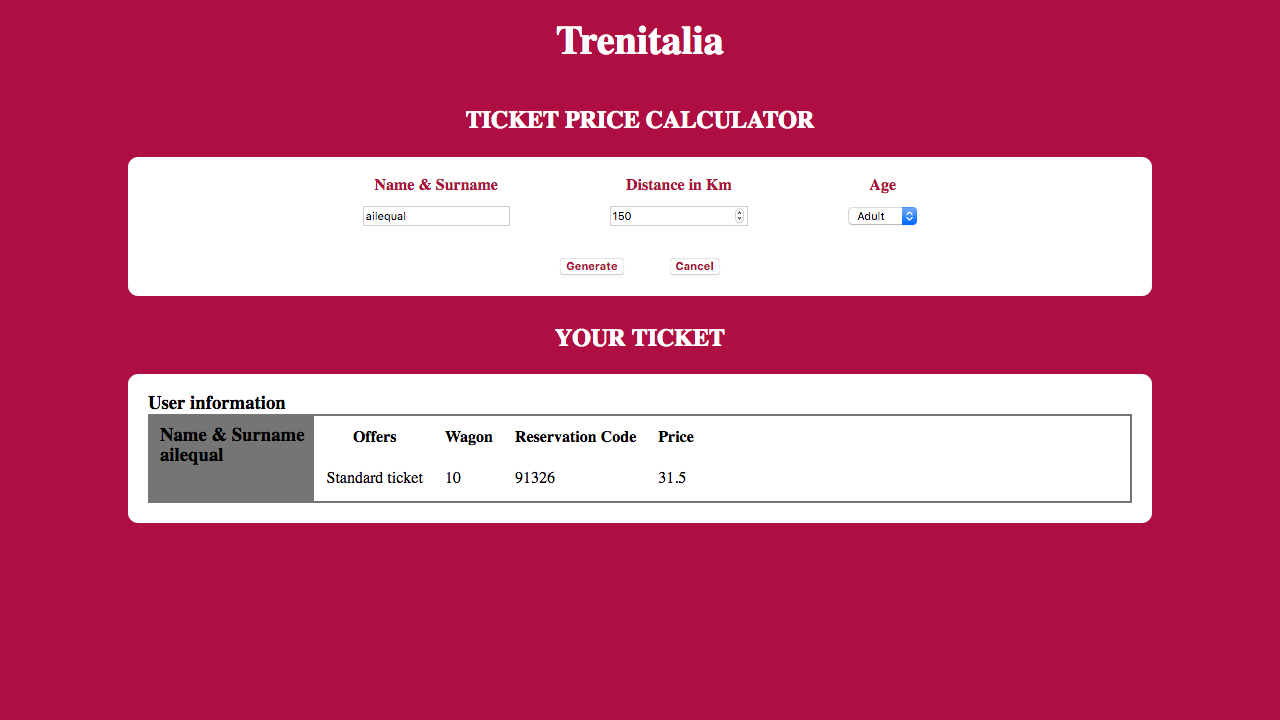 Trenitalia
TICKET PRICE CALCULATOR
Name & Surname Distance in Km Age
ailequal 150 Adult
Generate Cancel
YOUR TICKET
User information
Name & Surname Offers Wagon Reservation Code Price
ailequal
Standard ticket 10 91326 31.5